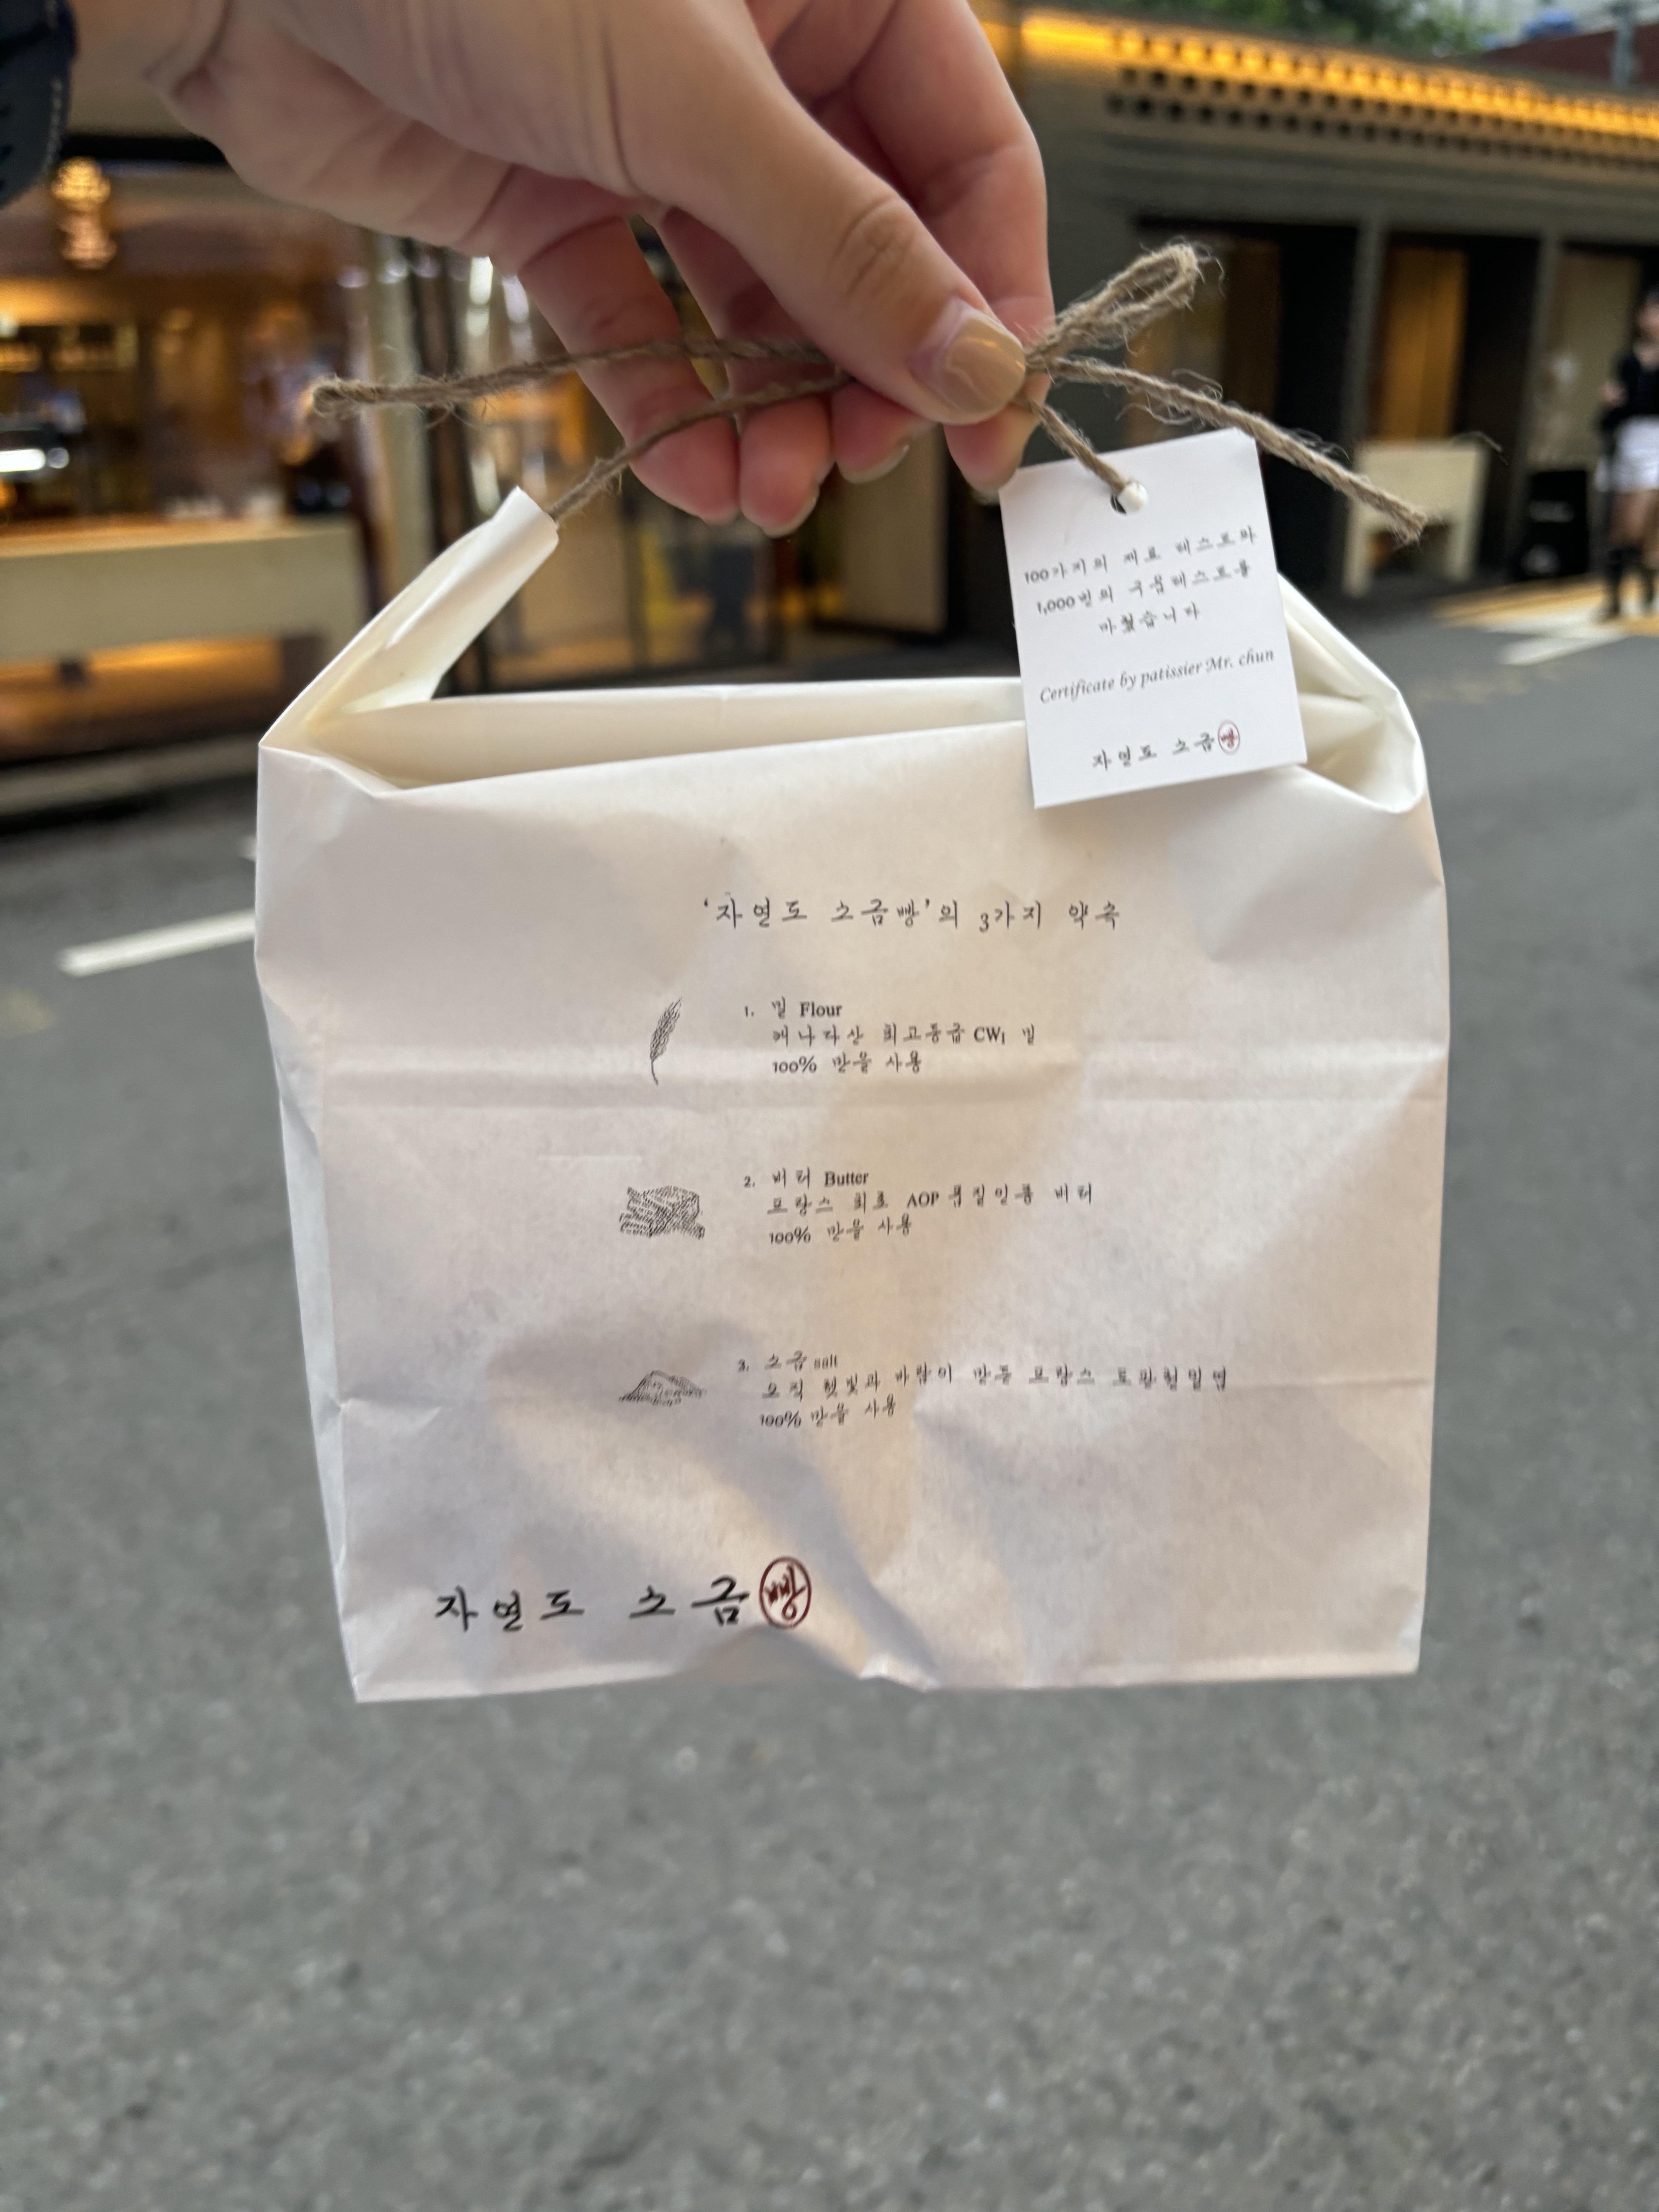 100가지의 재료 테스트와
1,000번의 구움테스트를
마쳤습니다
Certificate by patissier Mr. chun
자연도 소금빵
‘자연도 소금빵’의 3가지 약속
1. 밀 Flour
캐나다산 최고등급 CW1 밀
100% 만을 사용
2. 버터 Butter
프랑스 최초 AOP 품질인증 버터
100% 만을 사용
3. 소금 salt
오직 햇빛과 바람이 만든 프랑스 토판천일염
100% 만을 사용
자연도 소금빵